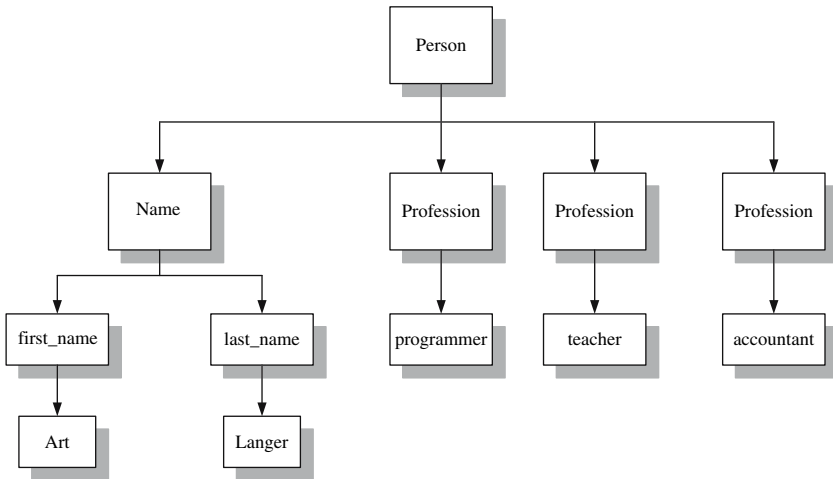 Person
Name
Profession
Profession
Profession
first_name
last_name
programmer
teacher
accountant
Art
Langer